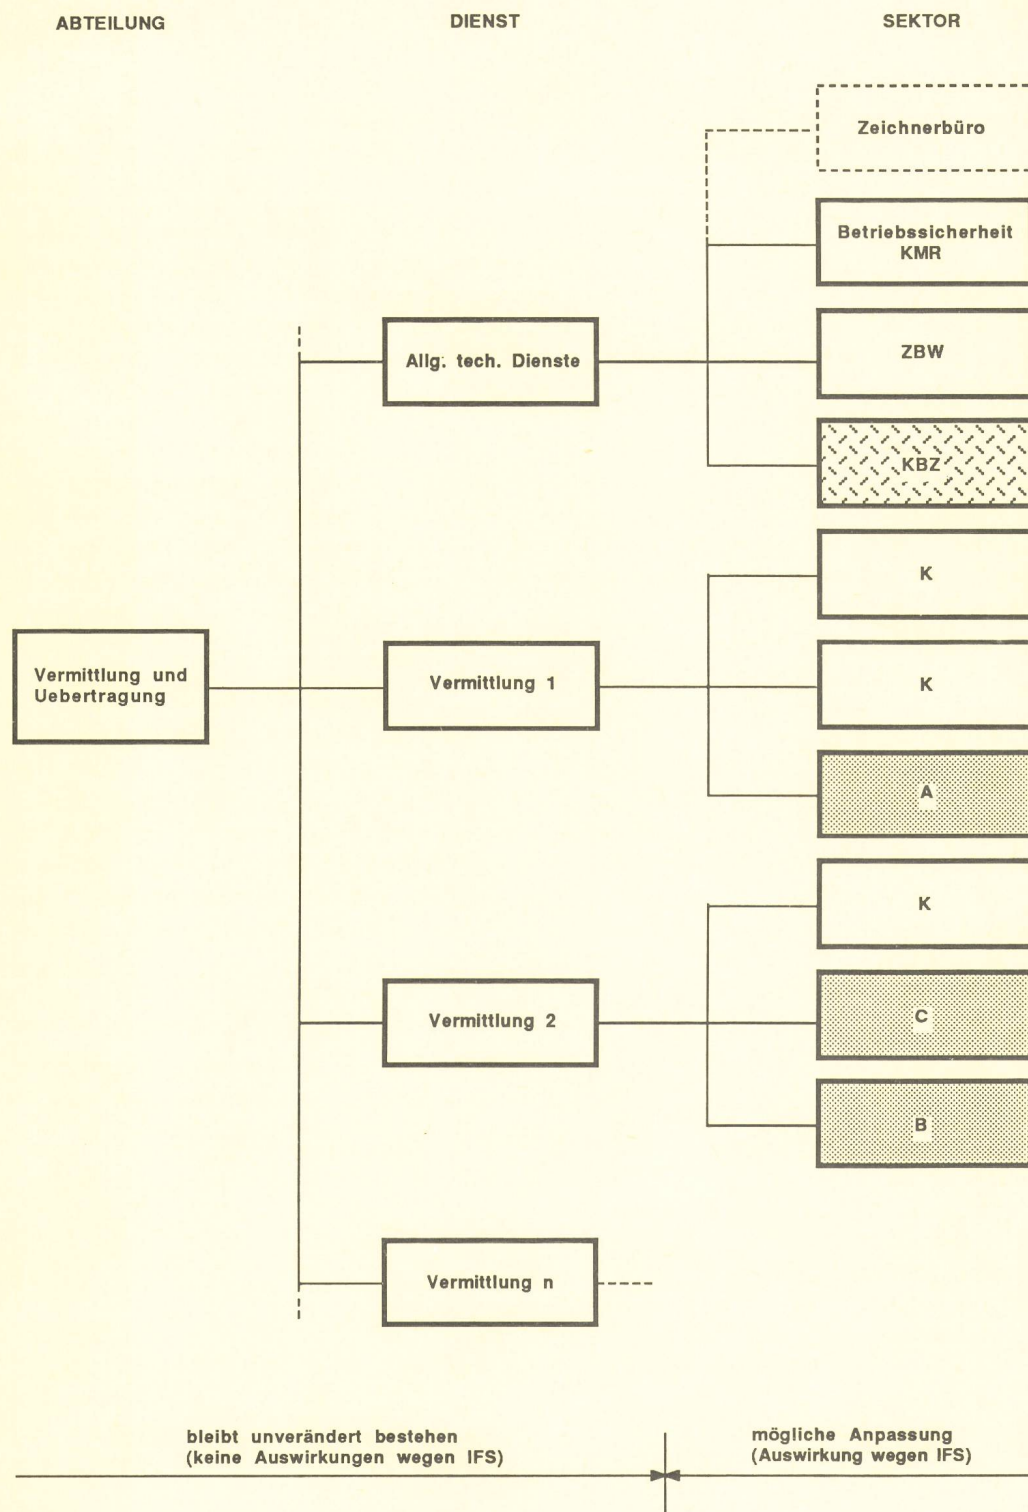 ABTEILUNG
DIENST
SEKTOR
Zeichnerbüro
Betriebssicherheit
KMR
Allg. tech. Dienste
ZBW
KBZ
K
Vermittlung und
Uebertragung
Vermittlung 1
K
A
K
Vermittlung 2
C
B
Vermittlung n
bleibt unverändert bestehen
(keine Auswirkungen wegen IFS)
mögliche Anpassung
(Auswirkung wegen IFS)